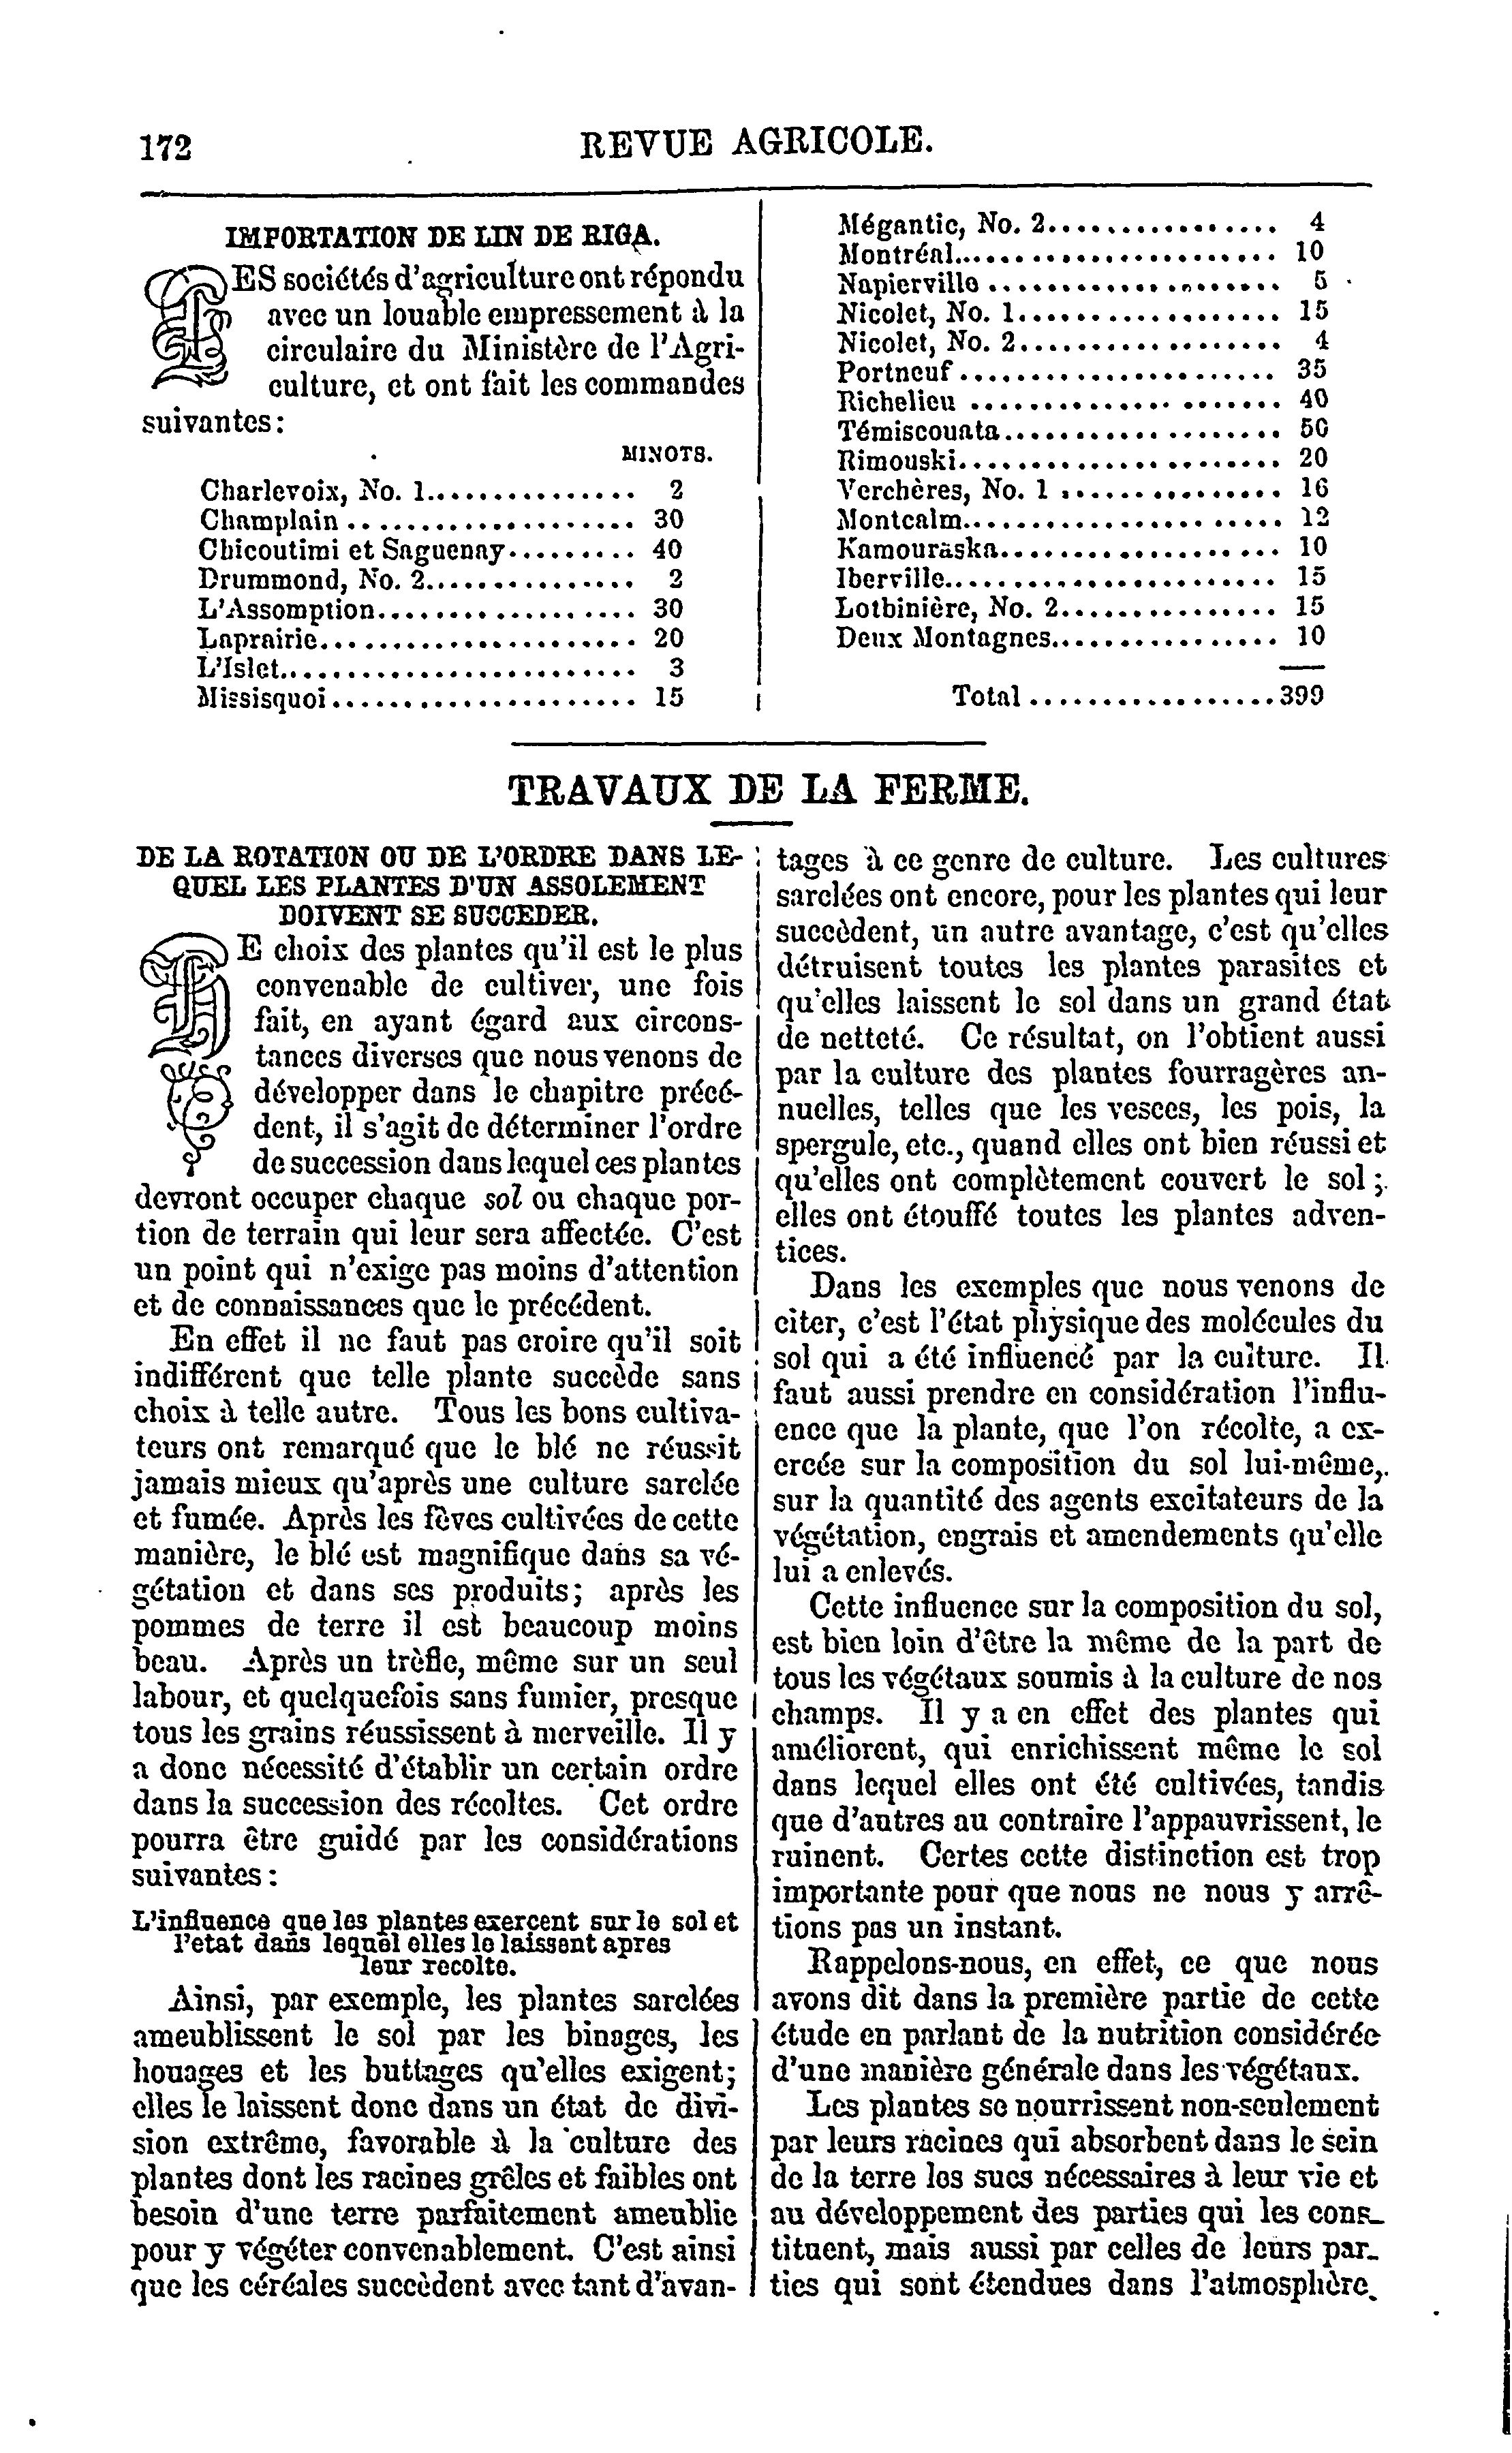 172
REVUE AGRICOLE.
IMPORTATION DE LIN DE RIGA.
LES sociétés d'agriculture ont répondu
avec un louable empressement à la
circulaire du Ministère de l'Agri-
culture, et ont fait les commandes
suivantes:
MINOTS.
Charlevoix, No. 1............... 2
Champlain .................... 30
Chicoutimi et Saguenay......... 40
Drummond, No. 2............... 2
L'Assomption.................. 30
Laprairie...................... 20
L'Islet......................... 3
Missisquoi..................... 15
Mégantic, No. 2................ 4
Montréal...................... 10
Napierville .................... 5
Nicolet, No. 1.................. 15
Nicolet, No. 2.................. 4
Portneuf ...................... 35
Richelieu ..................... 40
Témiscouata................... 50
Rimouski...................... 20
Verchères, No. 1 ............... 16
Montcalm...................... 12
Kamouraska................... 10
Iberville....................... 15
Lotbinière, No. 2............... 15
Deux Montagnes................ 10
Total .................399
TRAVAUX DE LA FERME.
DE LA ROTATION OU DE L'ORDRE DANS LE-
QUEL LES PLANTES D'UN ASSOLEMENT
DOIVENT SE SUCCEDER.
LE choix des plantes qu'il est le plus
convenable de cultiver, une fois
fait, en ayant égard aux circons-
tances diverses que nous venons de
développer dans le chapitre précé-
dent, il s'agit de déterminer l'ordre
de succession dans lequel ces plantes
devront occuper chaque sol ou chaque por-
tion de terrain qui leur sera affectée. C'est
un point qui n'exige pas moins d'attention
et de connaissances que le précédent.
En effet il ne faut pas croire qu'il soit
indifférent que telle plante succède sans
choix à telle autre. Tous les bons cultiva-
teurs ont remarqué que le blé ne réussit
jamais mieux qu'après une culture sarclée
et fumée. Après les fèves cultivées de cette
manière, le blé est magnifique dans sa vé-
gétation et dans ses produits; après les
pommes de terre il est beaucoup moins
beau. Après un trèfle, même sur un seul
labour, et quelquefois sans fumier, presque
tous les grains réussissent à merveille. Il y
a donc nécessité d'établir un certain ordre
dans la succession des récoltes. Cet ordre
pourra être guidé par les considérations
suivantes:
L'influence que les plantes exercent sur le sol et
l'etat dans lequel elles le laissent apres
leur recolte.
Ainsi, par exemple, les plantes sarclées
ameublissent le sol par les binages, les
houages et les buttages qu'elles exigent;
elles le laissent donc dans un état de divi-
sion extrême, favorable à la culture des
plantes dont les racines grêles et faibles ont
besoin d'une terre parfaitement ameublie
pour y végéter convenablement. C'est ainsi
que les céréales succèdent avec tant d'avan-
tages à ce genre de culture. Les cultures
sarclées ont encore, pour les plantes qui leur
succèdent, un autre avantage, c'est qu'elles
détruisent toutes les plantes parasites et
qu'elles laissent le sol dans un grand état
de netteté. Ce résultat, on l'obtient aussi
par la culture des plantes fourragères an-
nuelles, telles que les vesces, les pois, la
spergule, etc., quand elles ont bien réussi et
qu'elles ont complètement couvert le sol;
elles ont étouffé toutes les plantes adven-
tices.
Dans les exemples que nous venons de
citer, c'est l'état physique des molécules du
sol qui a été influencé par la culture. Il
faut aussi prendre en considération l'influ-
ence que la plante, que l'on récolte, a ex-
ercée sur la composition du sol lui-même,
sur la quantité des agents excitateurs de la
végétation, engrais et amendements qu'elle
lui a enlevés.
Cette influence sur la composition du sol,
est bien loin d'être la même de la part de
tous les végétaux soumis à la culture de nos
champs. Il y a en effet des plantes qui
améliorent, qui enrichissent même le sol
dans lequel elles ont été cultivées, tandis
que d'autres au contraire l'appauvrissent, le
ruinent. Certes cette distinction est trop
importante pour que nous ne nous y arrê-
tions pas un instant.
Rappelons-nous, en effet, ce que nous
avons dit dans la première partie de cette
étude en parlant de la nutrition considérée
d'une manière générale dans les végétaux.
Les plantes se nourrissent non-seulement
par leurs racines qui absorbent dans le sein
de la terre los sucs nécessaires à leur vie et
au développement des parties qui les cons-
tituent, mais aussi par celles de leurs par-
ties qui sont étendues dans l'atmosphère.